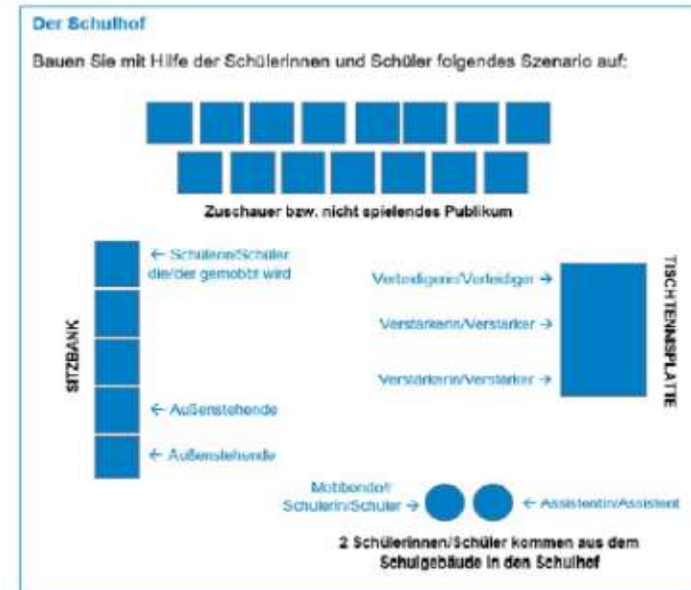 Der Schulhof
Bauen Sie mit Hilfe der Schülerinnen und Schüler folgendes Szenario auf:
Zuschauer bzw. nicht spielendes Publikum
SITZBANK
← Schülerin/Schüler
die/der gemobbt wird
← Außenstehende
← Außenstehende
Verteidigerin/Verteidiger →
Verstärkerin/Verstärker →
Verstärkerin/Verstärker →
TISCHTENNISPLATTE
Mobbende/r
Schülerin/Schüler →
← Assistentin/Assistent
2 Schülerinnen/Schüler kommen aus dem
Schulgebäude in den Schulhof